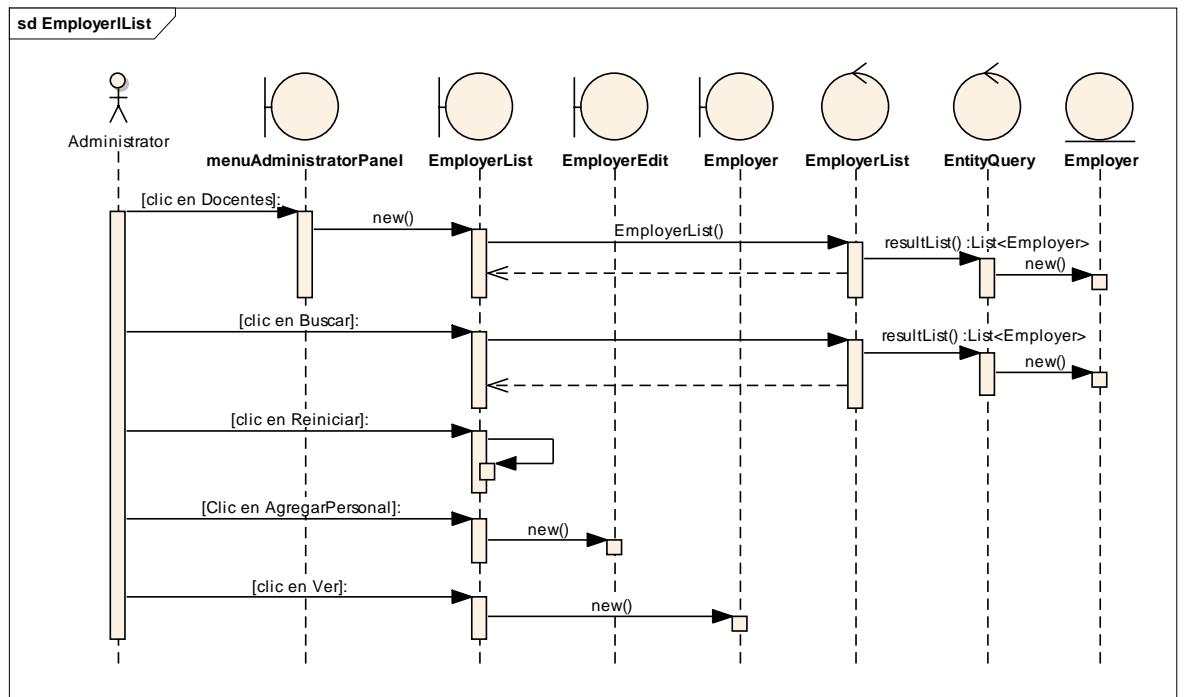 sd EmployerlList
Administrator
menuAdministratorPanel
EmployerList
EmployerEdit
Employer
EmployerList
EntityQuery
Employer
[clic en Docentes]:
new()
EmployerList()
resultList() :List<Employer>
new()
[clic en Buscar]:
resultList() :List<Employer>
new()
[clic en Reiniciar]:
[Clic en AgregarPersonal]:
new()
[clic en Ver]:
new()